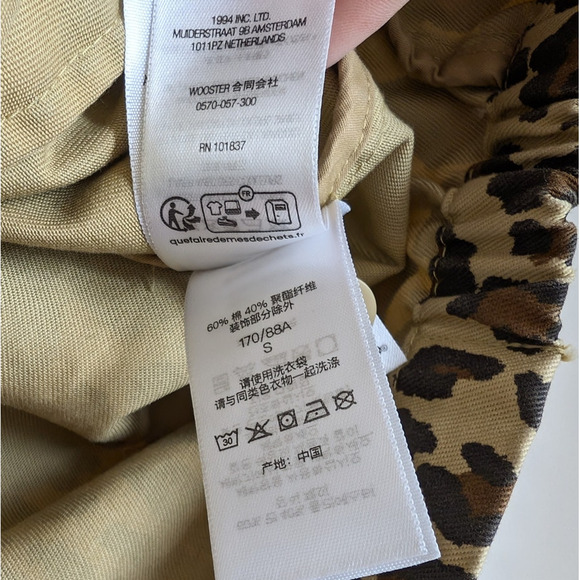 1994 INC. LTD.
MUIDERSTRAAT 9B AMSTERDAM
1011PZ NETHERLANDS
WOOSTER 合同会社
0570-057-300
RN 101837
FR
quefairedemesdechets.fr
60% 棉 40% 聚酯纤维
装饰部分除外
170/88A
S
请使用洗衣袋
请与同类色衣物一起洗涤
30
产地: 中国